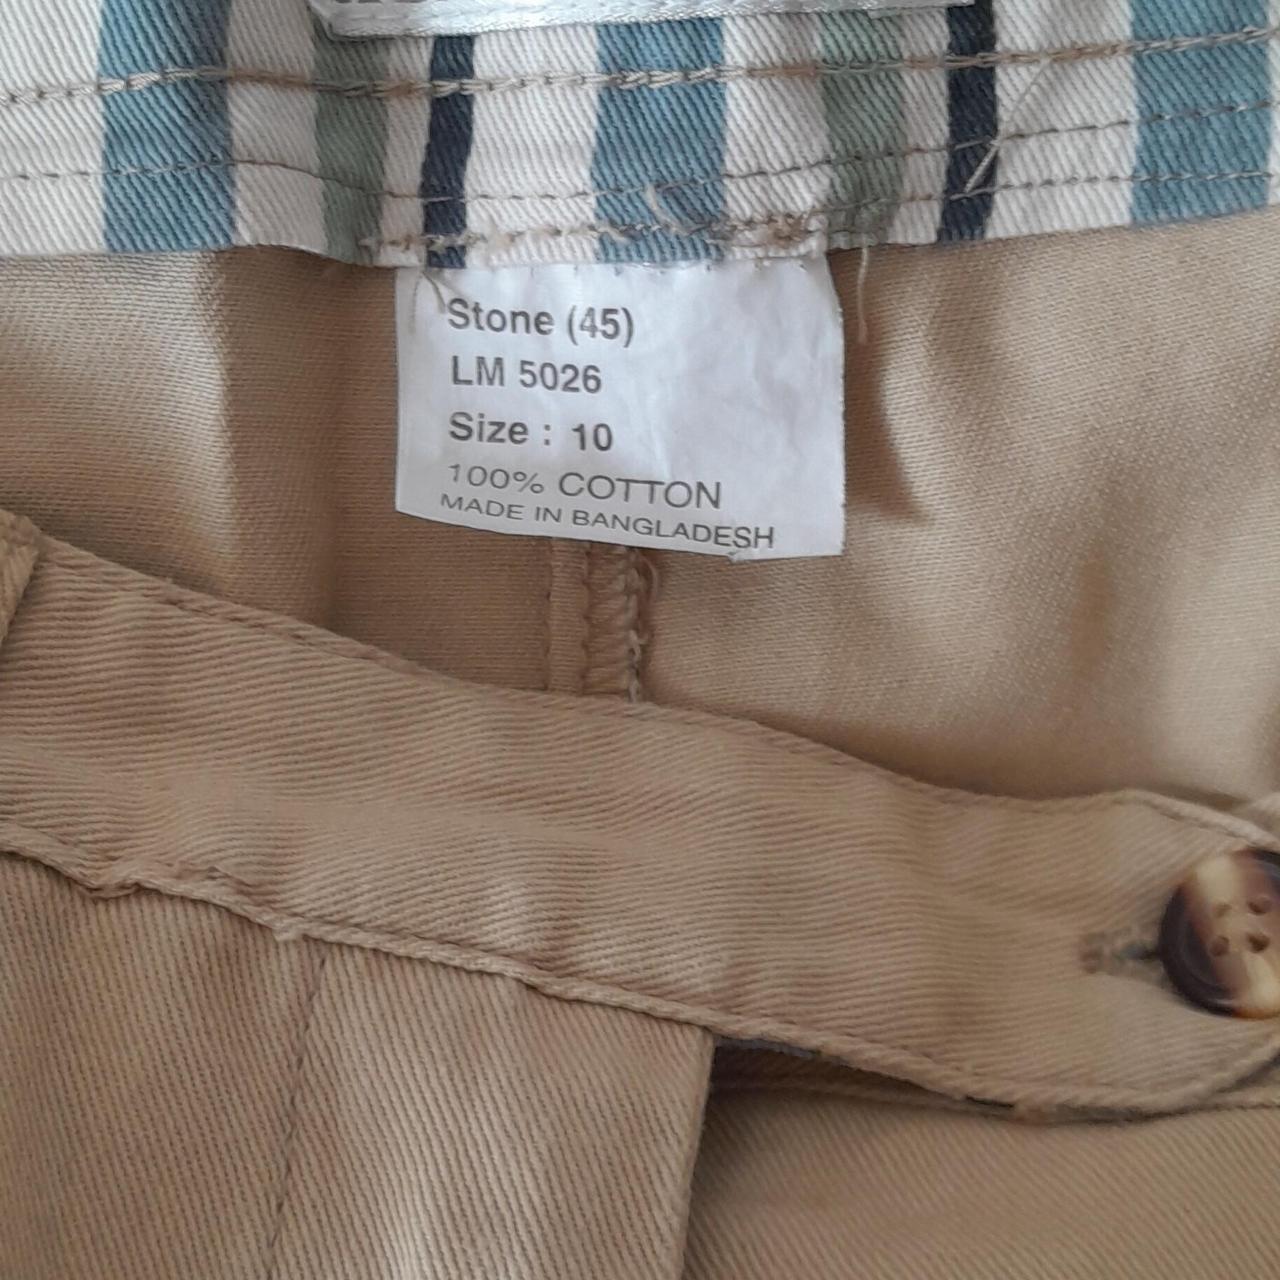 Stone (45)
LM 5026
Size : 10
100% COTTON
MADE IN BANGLADESH